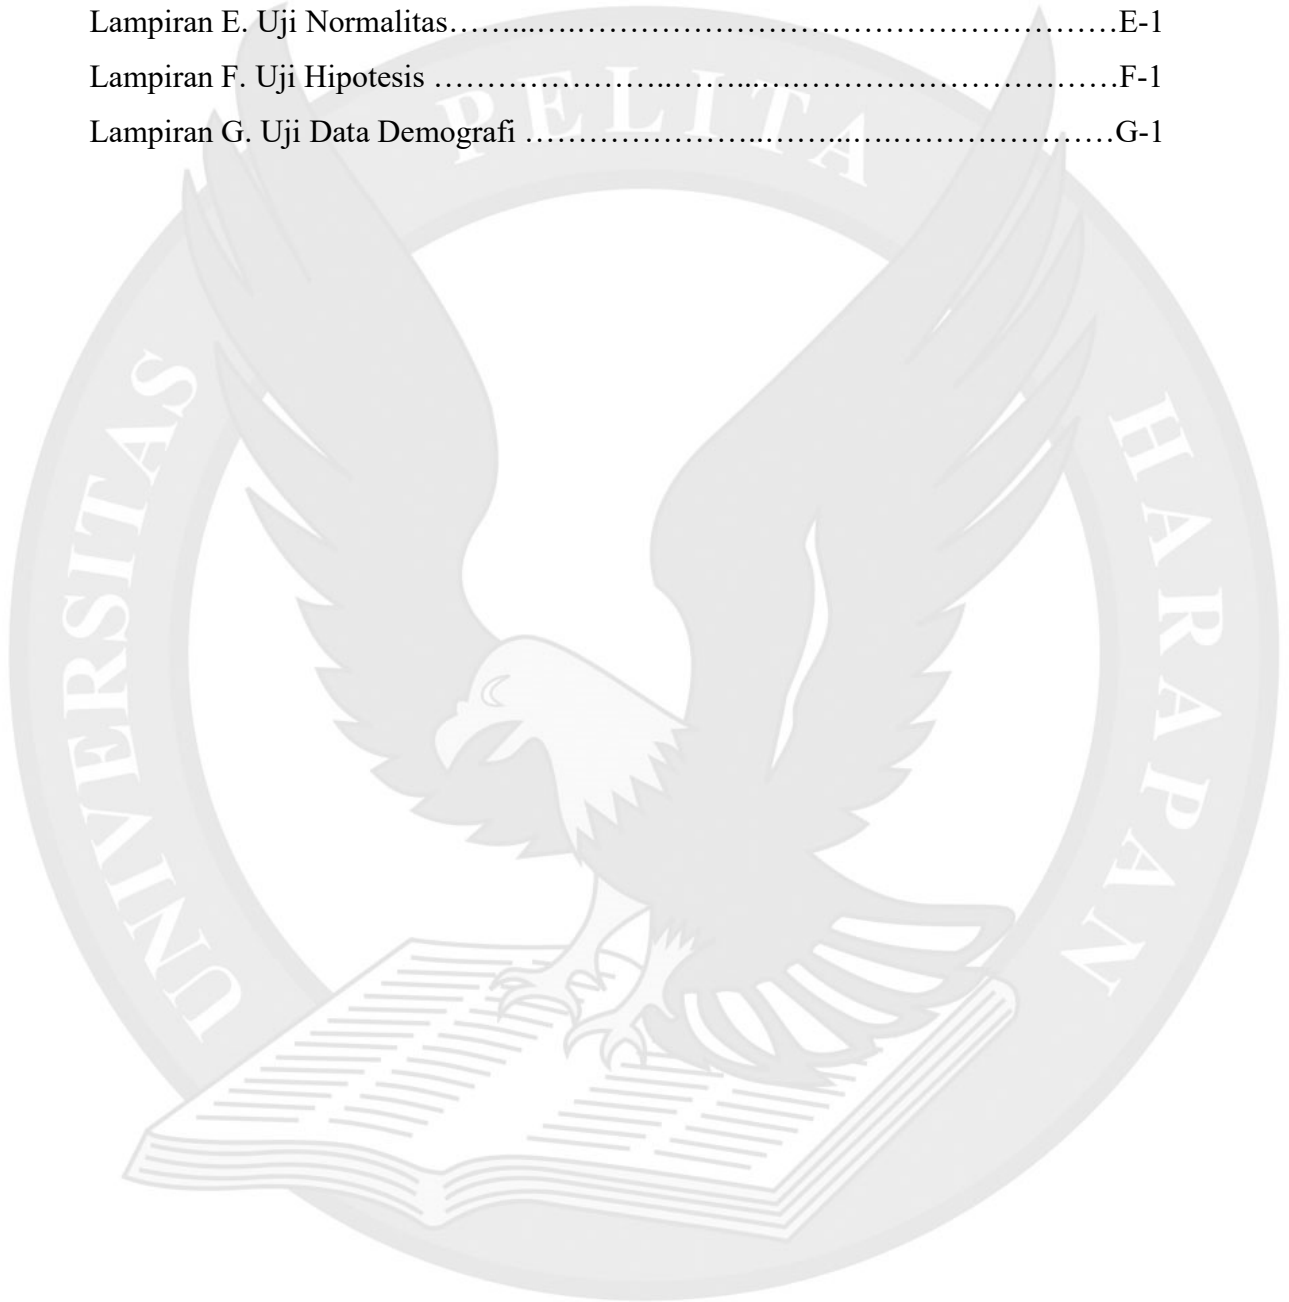 Lampiran E. Uji Normalitas……...….……………………………………….………E-1
Lampiran F. Uji Hipotesis …………………..……...….……………………………F-1
Lampiran G. Uji Data Demografi …………………..……...….……………………G-1
UNIVERSITAS PELITA HARAPAN